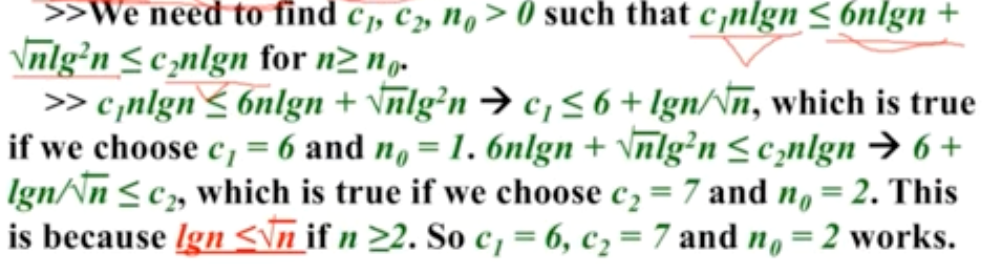 >>We need to find c₁, c₂, n₀ > 0 such that c₁nlgn ≤ 6nlgn +
√nlg²n ≤ c₂nlgn for n≥ n₀.
>> c₁nlgn ≤ 6nlgn + √nlg²n → c₁ ≤ 6 + lgn/√n, which is true
if we choose c₁ = 6 and n₀ = 1. 6nlgn + √nlg²n ≤ c₂nlgn → 6 +
lgn/√n ≤ c₂, which is true if we choose c₂ = 7 and n₀ = 2. This
is because lgn ≤√n if n ≥2. So c₁ = 6, c₂ = 7 and n₀ = 2 works.